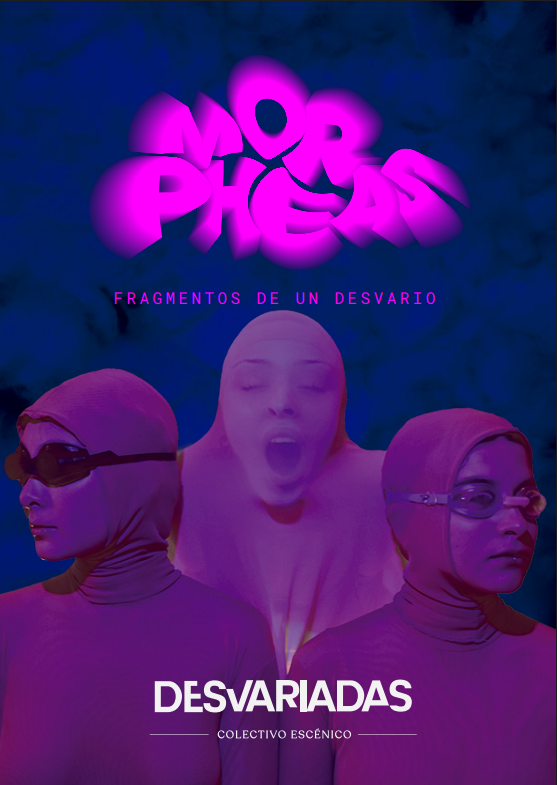 MOR
PHEAS
FRAGMENTOS DE UN DESVARIO
DESVARIADAS
COLECTIVO ESCÉNICO